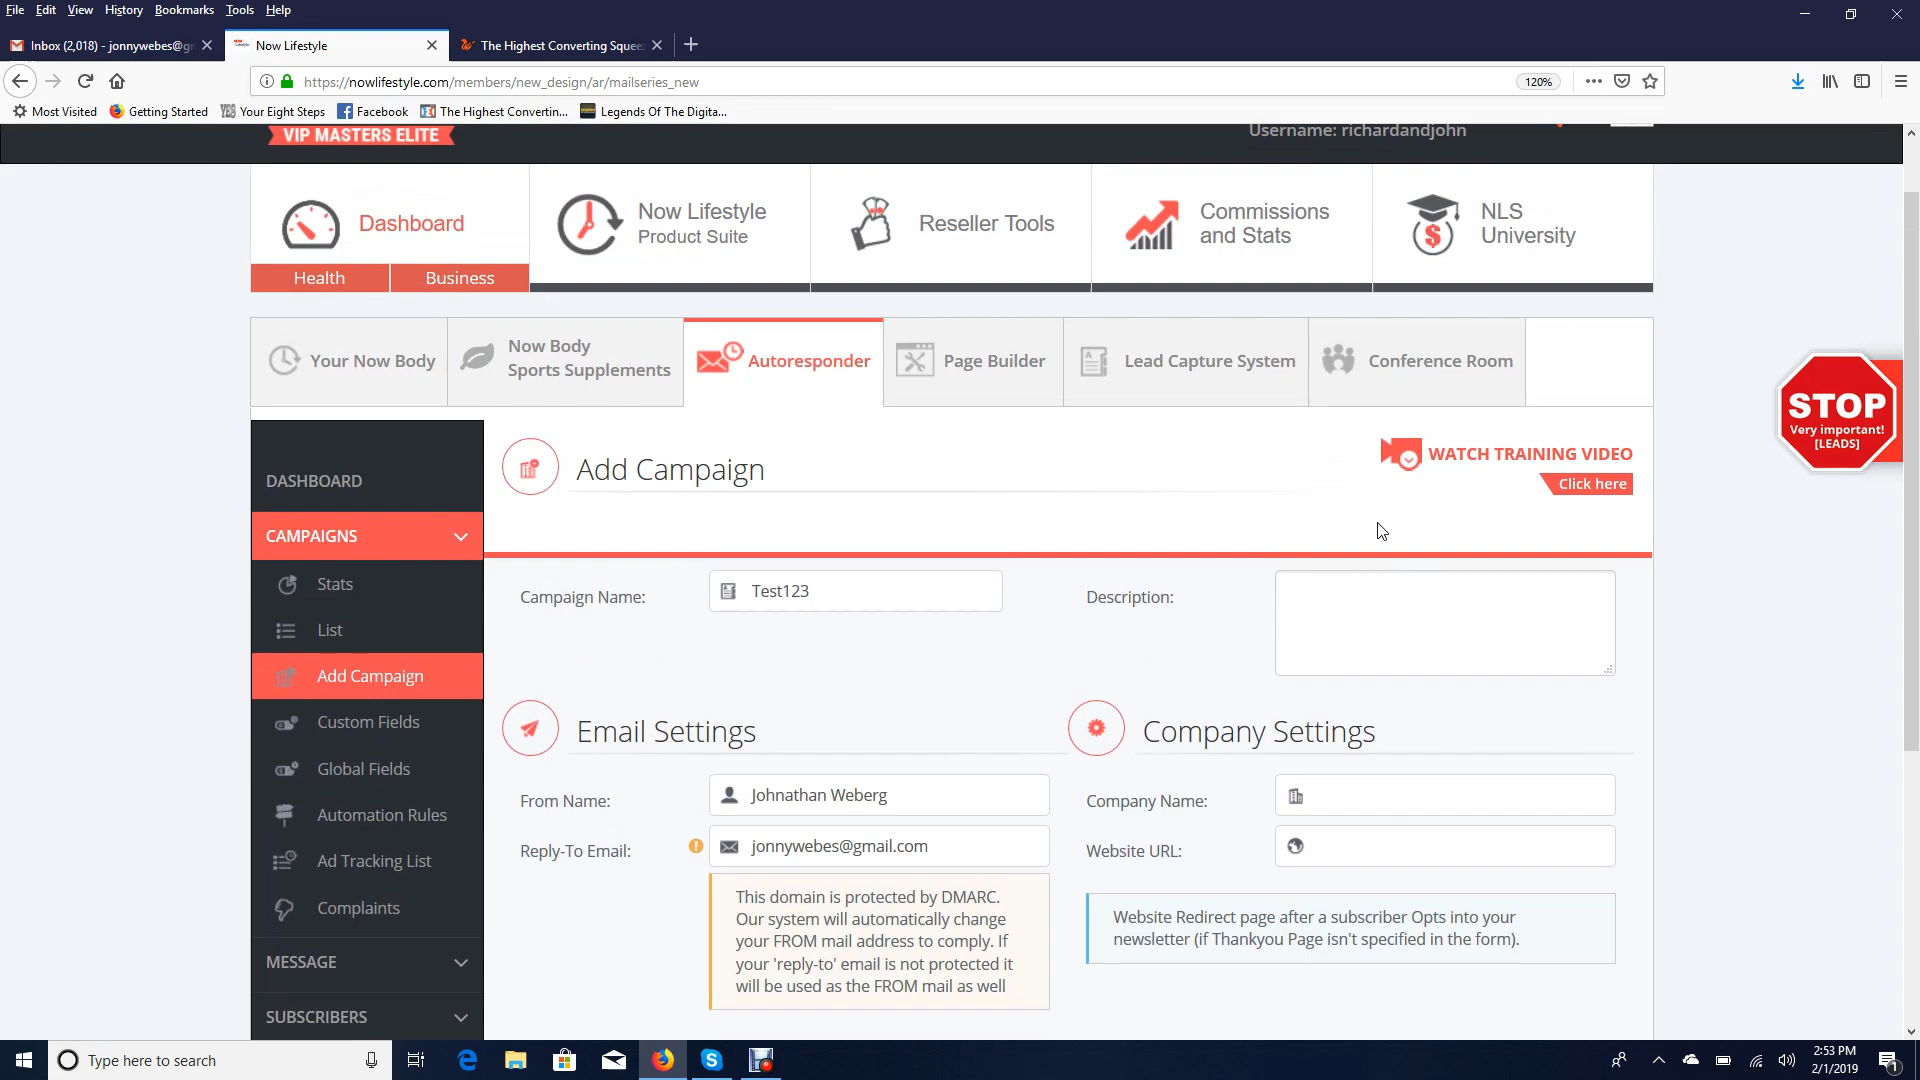 File Edit View History Bookmarks Tools Help
Inbox (2,018) - jonnywebes@g
Now Lifestyle
The Highest Converting Squee
https://nowlifestyle.com/members/new_design/ar/mailseries_new
120%
Most Visited
Getting Started
Your Eight Steps
Facebook
The Highest Convertin...
Legends Of The Digita...
VIP MASTERS ELITE
Username: richardandjohn
Dashboard
Health
Business
Now Lifestyle
Product Suite
Reseller Tools
Commissions
and Stats
NLS
University
Your Now Body
Now Body
Sports Supplements
Autoresponder
Page Builder
Lead Capture System
Conference Room
STOP
Very important!
[LEADS]
DASHBOARD
CAMPAIGNS
Stats
List
Add Campaign
Custom Fields
Global Fields
Automation Rules
Ad Tracking List
Complaints
MESSAGE
SUBSCRIBERS
Add Campaign
WATCH TRAINING VIDEO
Click here
Campaign Name:
Test123
Description:
Email Settings
From Name:
Johnathan Weberg
Reply-To Email:
jonnywebes@gmail.com
This domain is protected by DMARC.
Our system will automatically change
your FROM mail address to comply. If
your 'reply-to' email is not protected it
will be used as the FROM mail as well
Company Settings
Company Name:
Website URL:
Website Redirect page after a subscriber Opts into your
newsletter (if Thankyou Page isn't specified in the form).
Type here to search
2:53 PM
2/1/2019
1